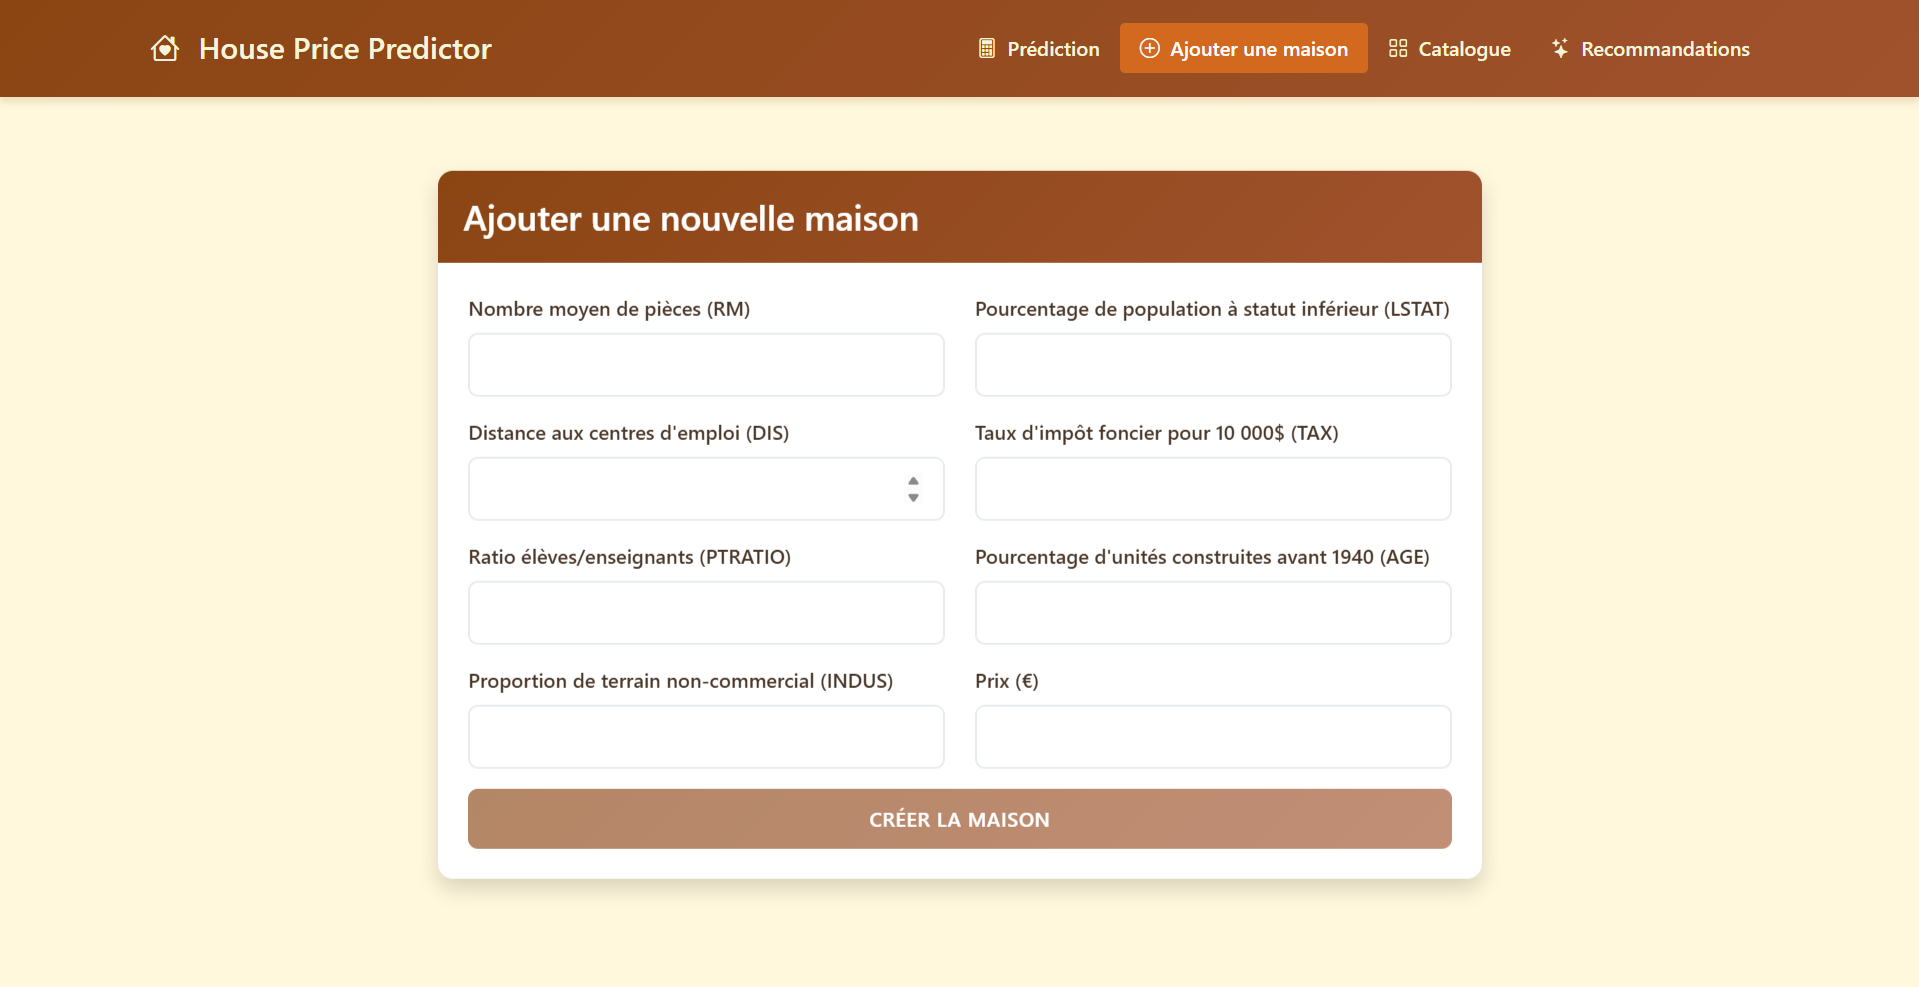 House Price Predictor
Prédiction
Ajouter une maison
Catalogue
Recommandations
Ajouter une nouvelle maison
Nombre moyen de pièces (RM)
Pourcentage de population à statut inférieur (LSTAT)
Distance aux centres d'emploi (DIS)
Taux d'impôt foncier pour 10 000$ (TAX)
Ratio élèves/enseignants (PTRATIO)
Pourcentage d'unités construites avant 1940 (AGE)
Proportion de terrain non-commercial (INDUS)
Prix (€)
CRÉER LA MAISON